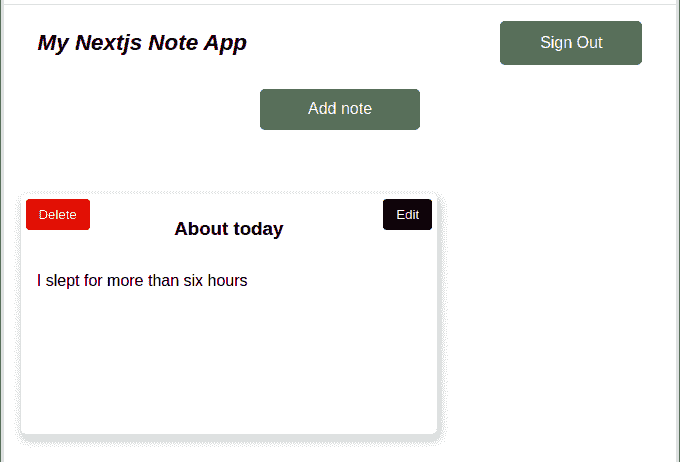 My Nextjs Note App
Sign Out
Add note
Delete
About today
Edit
I slept for more than six hours